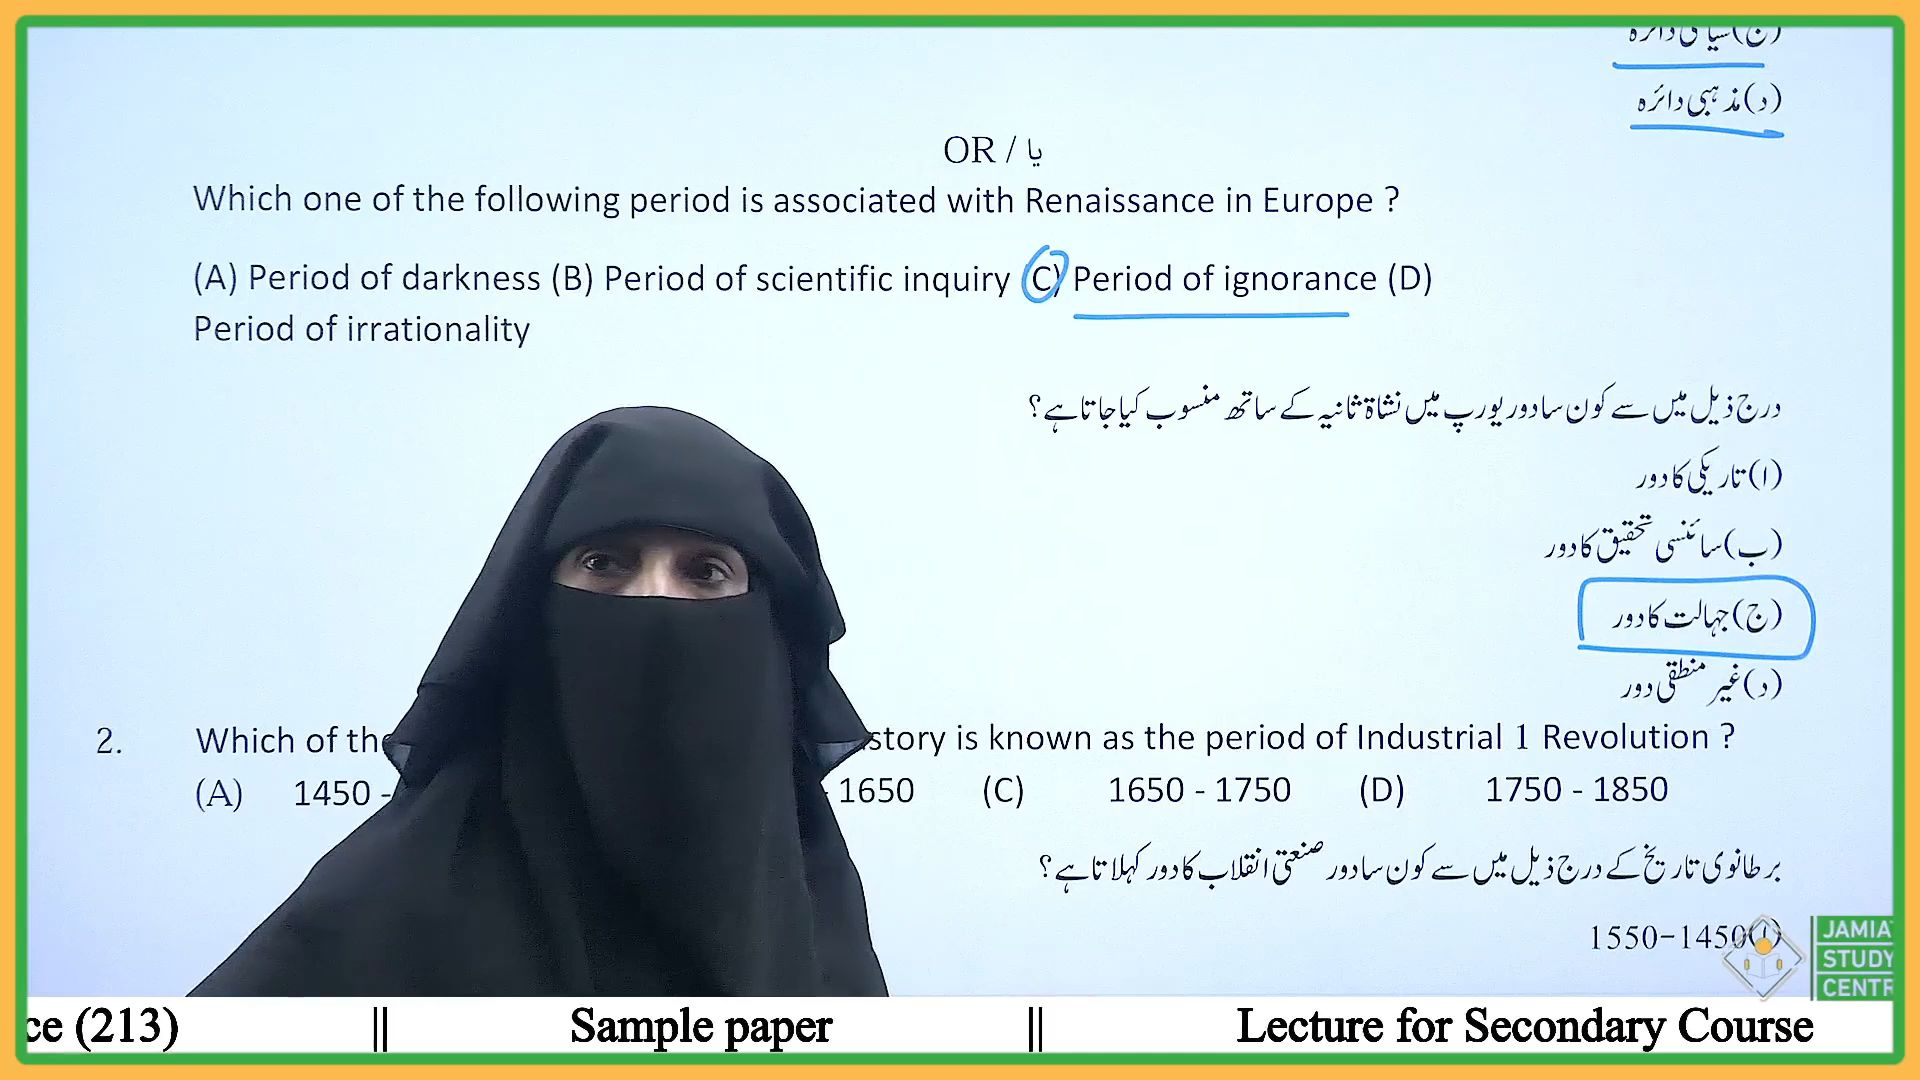 (ج) سیاسی دائرہ
(د) مذہبی دائرہ
OR / یا
Which one of the following period is associated with Renaissance in Europe ?
(A) Period of darkness (B) Period of scientific inquiry (C) Period of ignorance (D)
Period of irrationality
درج ذیل میں سے کون سا دور یورپ میں نشاۃ ثانیہ کے ساتھ منسوب کیا جاتا ہے؟
(ا) تاریکی کا دور
(ب) سائنسی تحقیق کا دور
(ج) جہالت کا دور
(د) غیر منطقی دور
2. Which of the story is known as the period of Industrial 1 Revolution ?
(A) 1450 - - 1650 (C) 1650 - 1750 (D) 1750 - 1850
برطانوی تاریخ کے درج ذیل میں سے کون سا دور صنعتی انقلاب کا دور کہلاتا ہے؟
(ا) 1450-1550
JAMIA
STUDY
CENTR
ce (213) || Sample paper || Lecture for Secondary Course